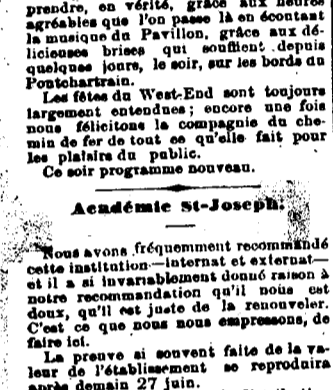 prendre, en vérité, grâce aux heures
agréables que l'on passe là en écontant
la musique du Pavillon, grâce aux dé-
licieuses brises qui soufflent depuis
quelques jours, le soir, sur les bords du
Pontchartrain.
Les fêtes du West-End sont toujours
largement entendues ; encore une fois
nous félicitons la compagnie du che-
min de fer de tout ce qu'elle fait pour
les plaisirs du public.
Ce soir programme nouveau.
Académie St-Joseph.
Nous avons fréquemment recommandé
cette institution—internat et externat—
et il a si invariablement donné raison à
notre recommandation qu'il nous est
doux, qu'il est juste de la renouveler.
C'est ce que nous nous empressons, de
faire ici.
La preuve si souvent faite de la va-
leur de l'établissement se reproduira
après demain 27 juin.